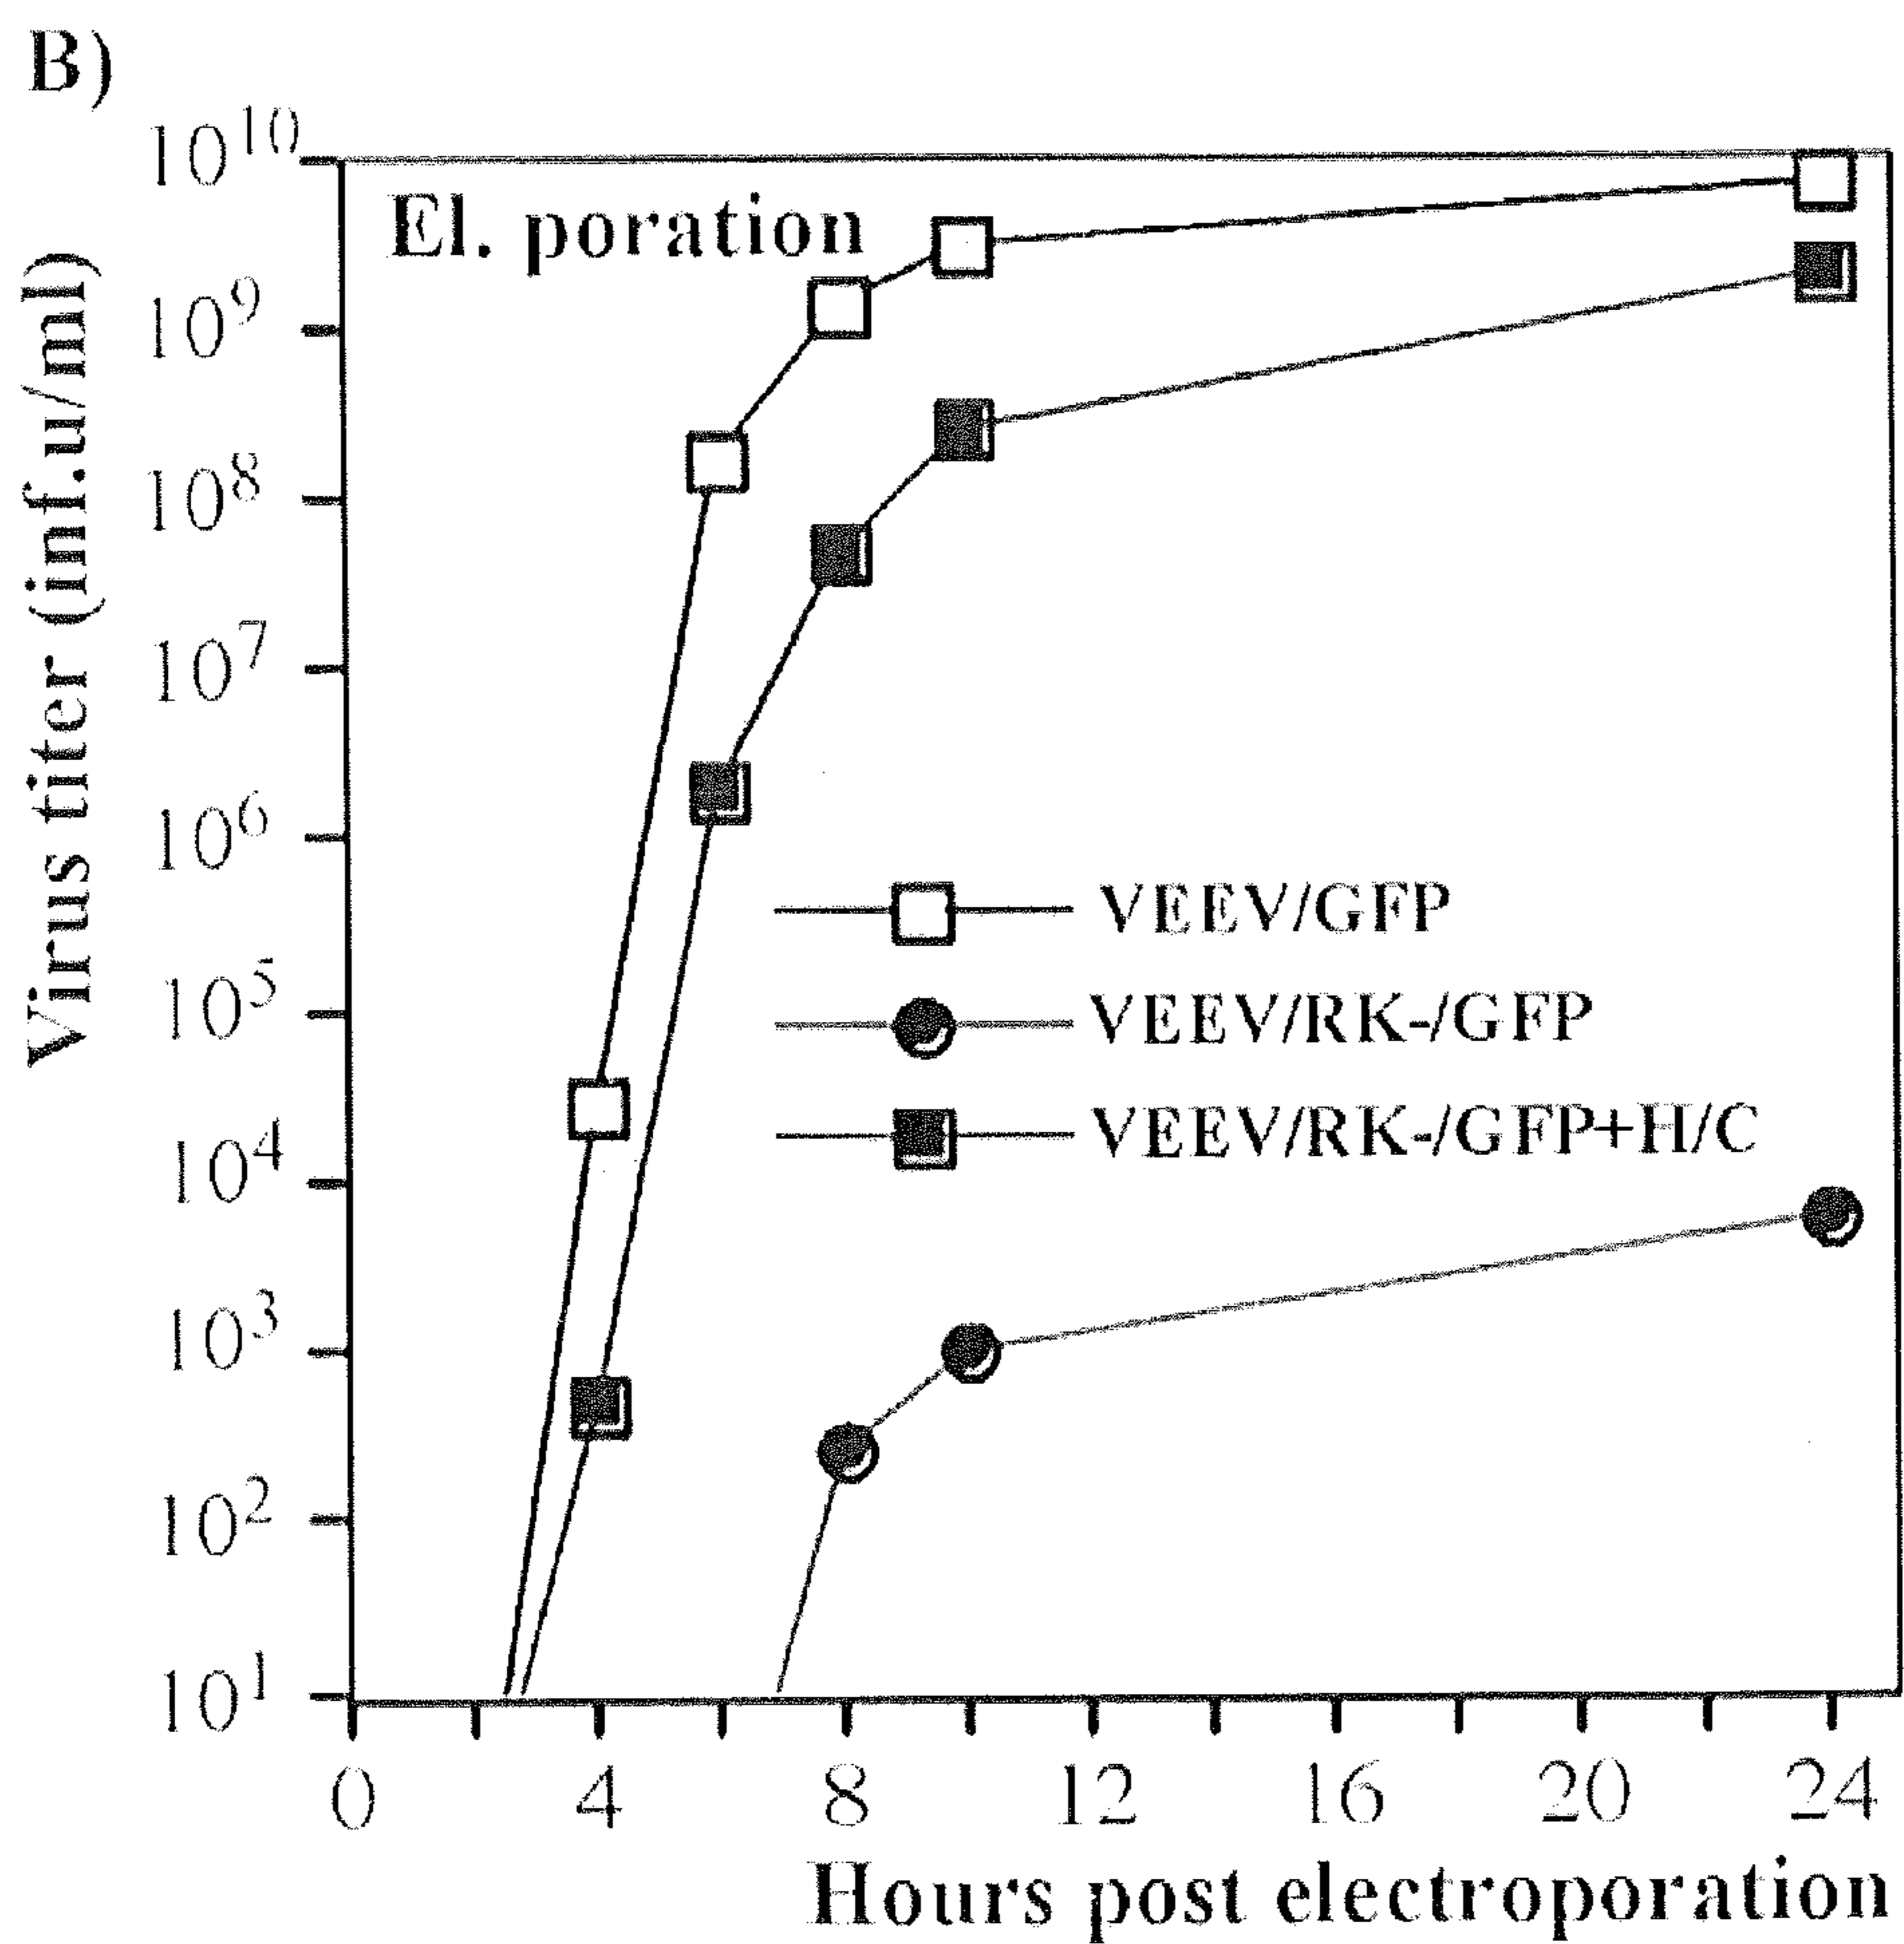 B)
10^10
El. poration
10^9
10^8
10^7
10^6
10^5
10^4
10^3
10^2
10^1
Virus titer (inf.u/ml)
VEEV/GFP
VEEV/RK-/GFP
VEEV/RK-/GFP+H/C
0 4 8 12 16 20 24
Hours post electroporation